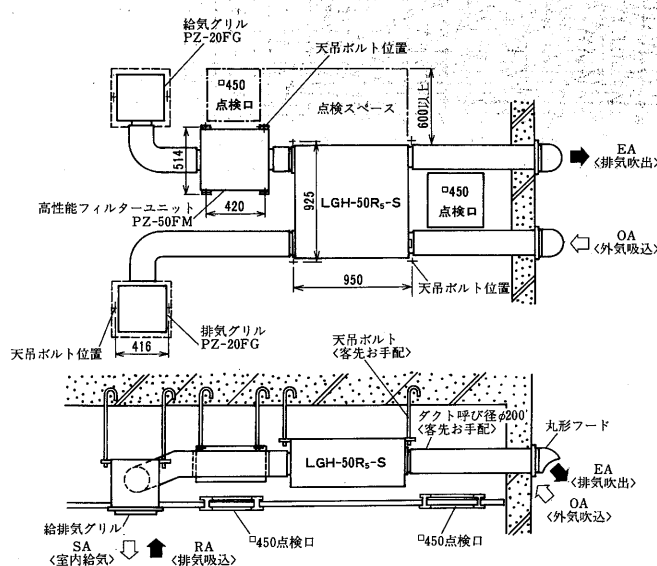 給気グリル
PZ-20FG
天吊ボルト位置
□450
点検口
点検スペース
600以上
514
420
高性能フィルターユニット
PZ-50FM
925
LGH-50R5-S
950
□450
点検口
EA
<排気吹出>
OA
<外気吸込>
天吊ボルト位置
排気グリル
PZ-20FG
天吊ボルト位置
416
天吊ボルト
<客先お手配>
ダクト呼び径φ200
<客先お手配>
丸形フード
LGH-50R5-S
EA
<排気吹出>
OA
<外気吹込>
給排気グリル
SA
<室内給気>
RA
<排気吸込>
□450点検口
□450点検口